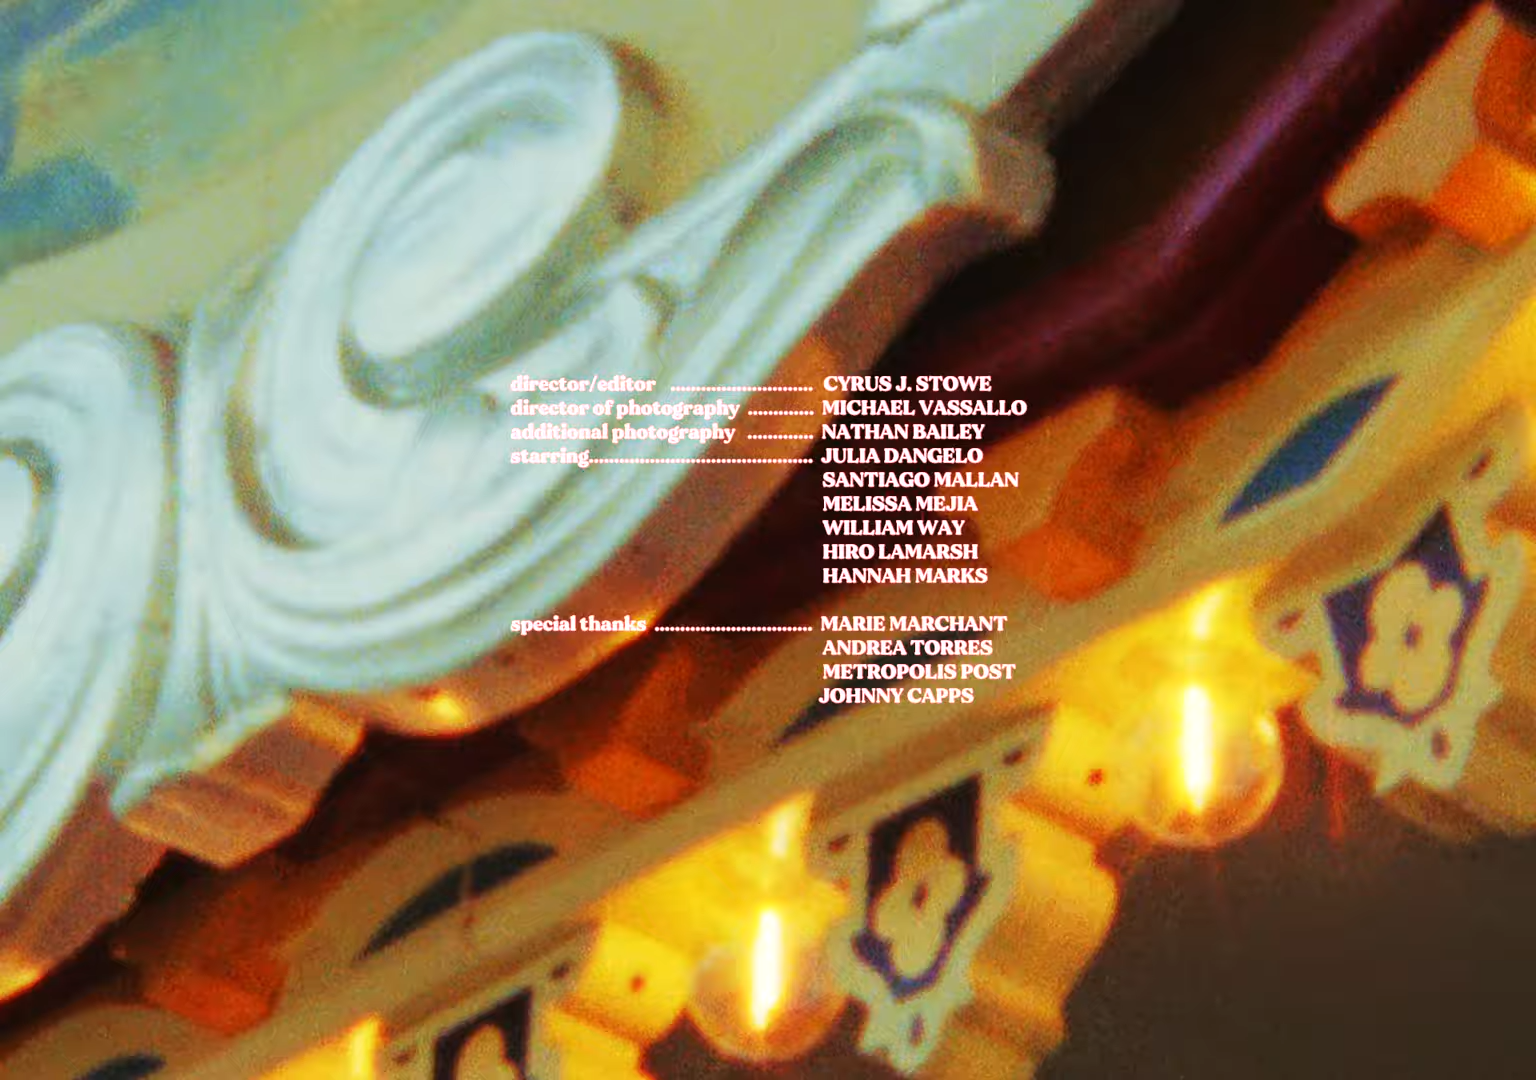 director/editor ............................ CYRUS J. STOWE
director of photography ............. MICHAEL VASSALLO
additional photography ............. NATHAN BAILEY
starring............................................ JULIA DANGELO
SANTIAGO MALLAN
MELISSA MEJIA
WILLIAM WAY
HIRO LAMARSH
HANNAH MARKS
special thanks ............................... MARIE MARCHANT
ANDREA TORRES
METROPOLIS POST
JOHNNY CAPPS